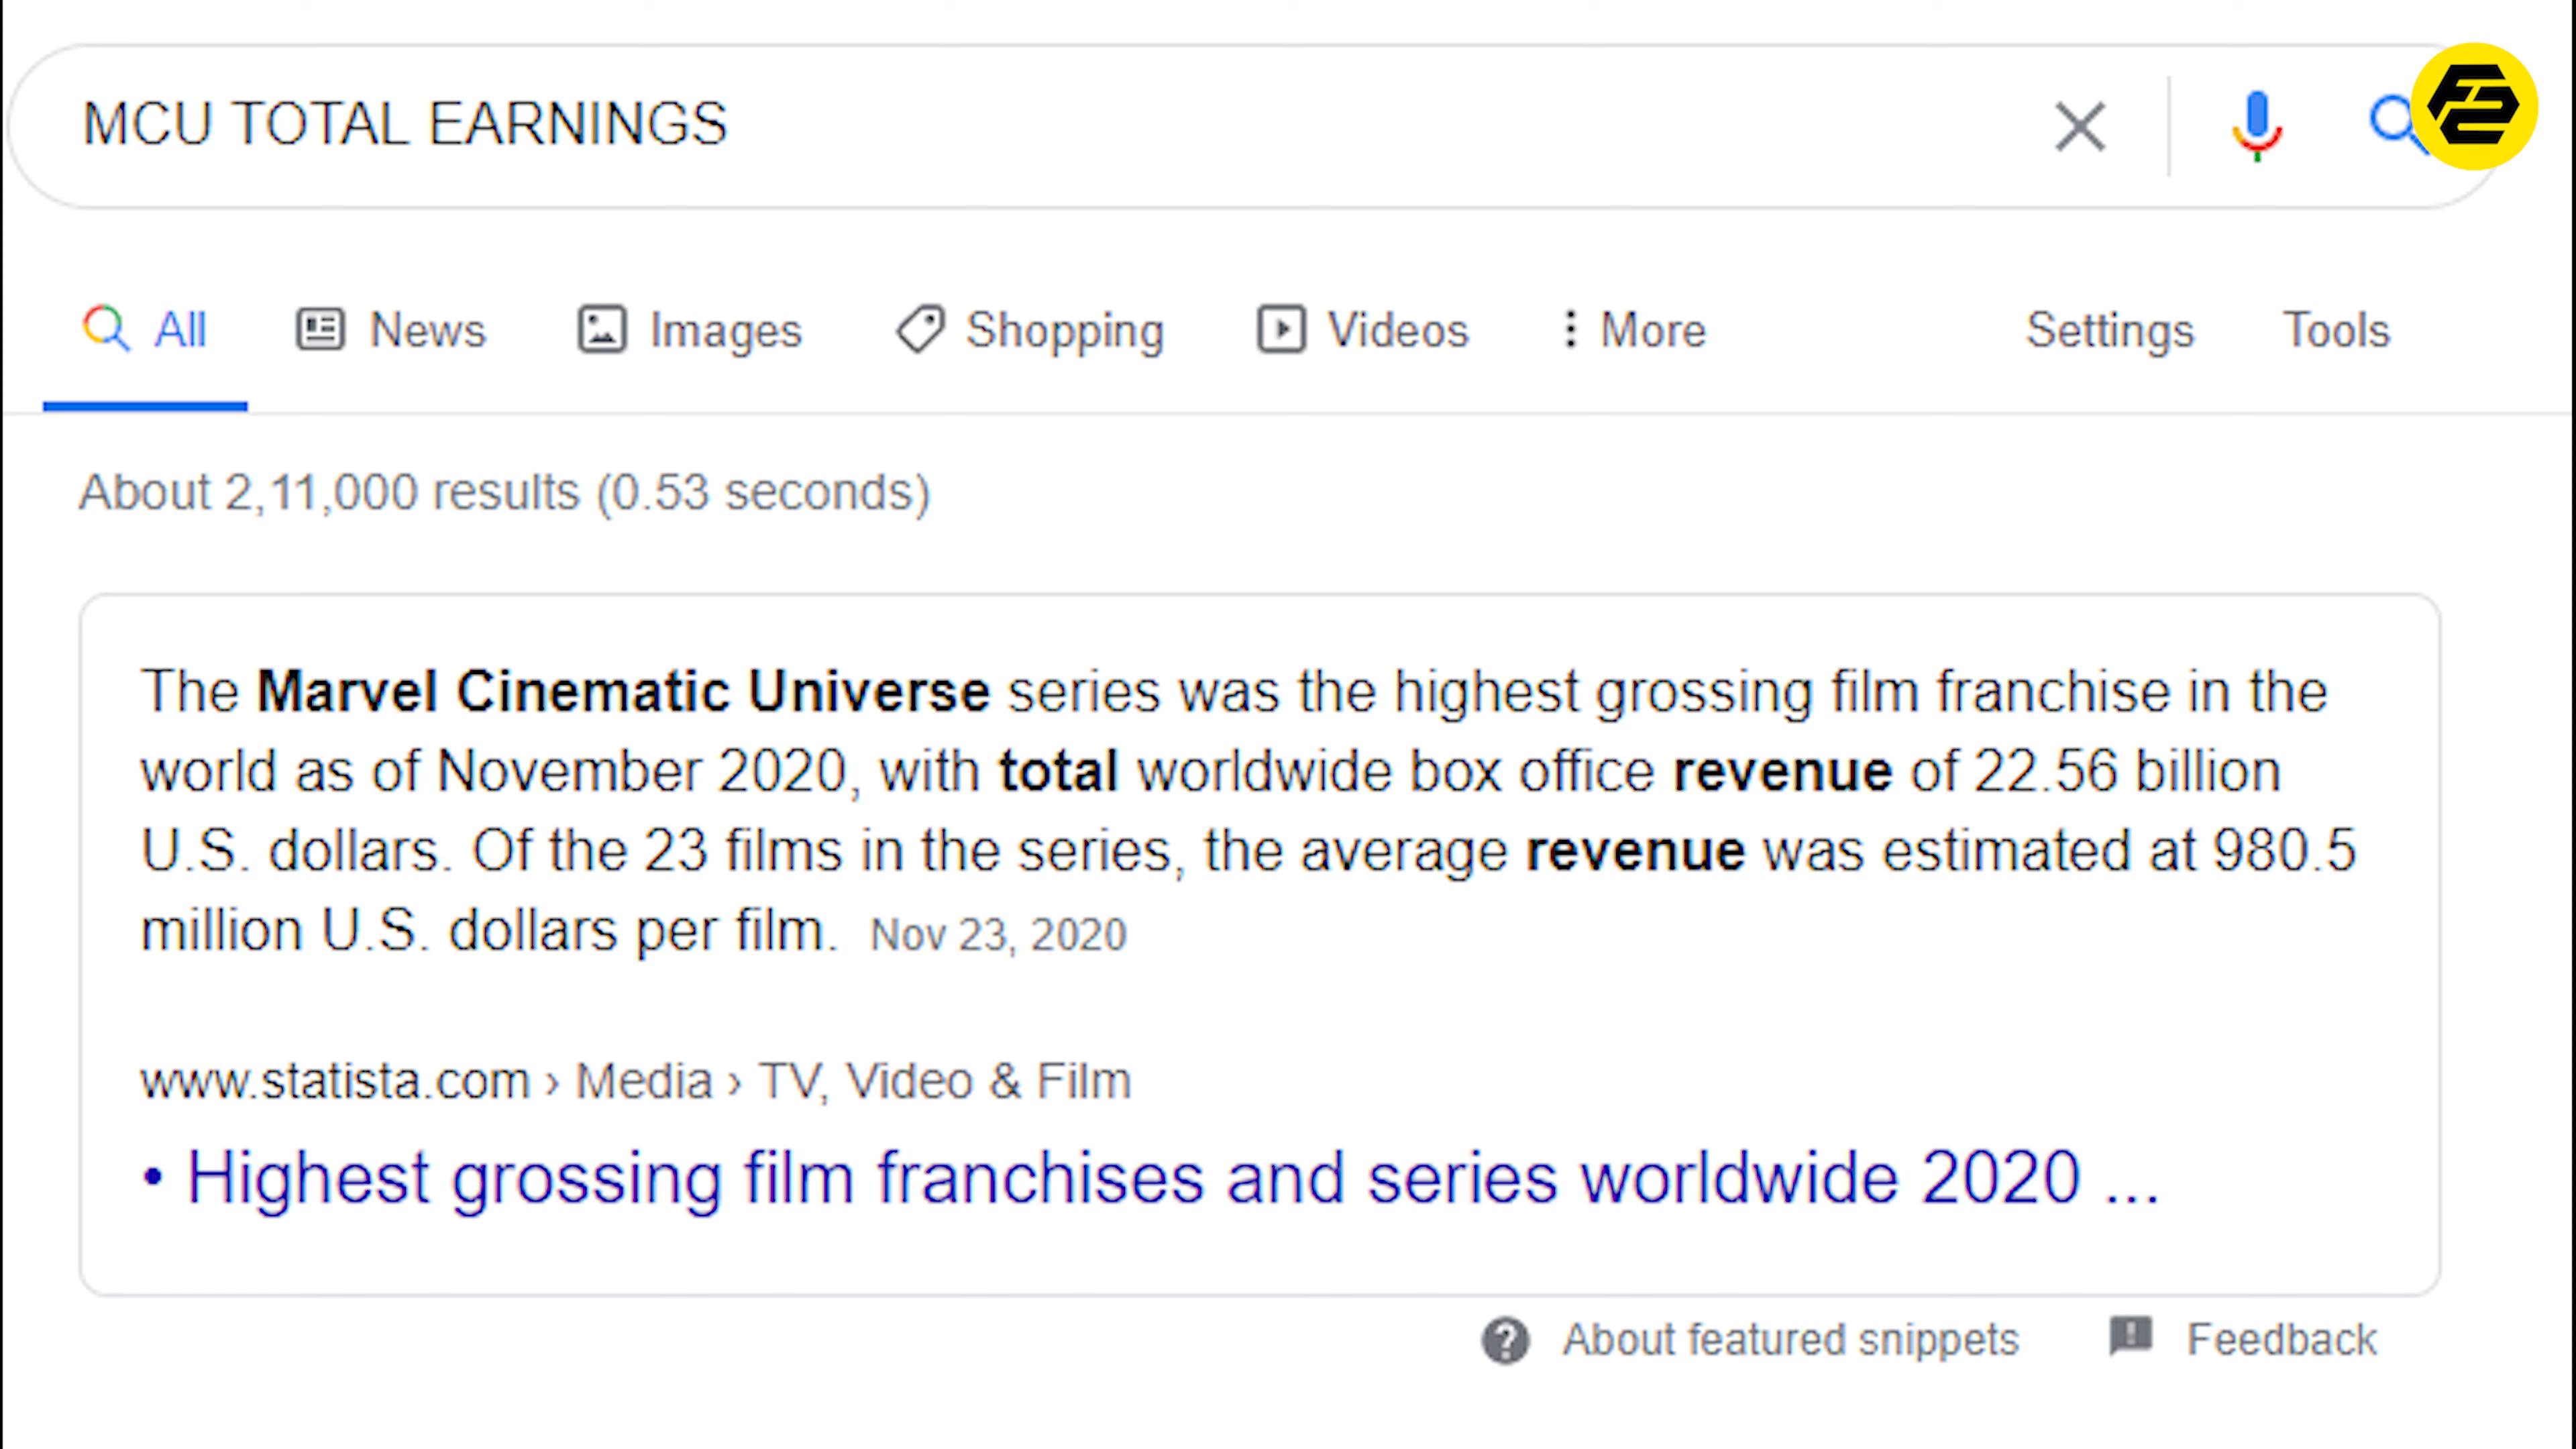 MCU TOTAL EARNINGS
All News Images Shopping Videos More Settings Tools
About 2,11,000 results (0.53 seconds)
The Marvel Cinematic Universe series was the highest grossing film franchise in the
world as of November 2020, with total worldwide box office revenue of 22.56 billion
U.S. dollars. Of the 23 films in the series, the average revenue was estimated at 980.5
million U.S. dollars per film. Nov 23, 2020
www.statista.com › Media › TV, Video & Film
• Highest grossing film franchises and series worldwide 2020 ...
About featured snippets Feedback